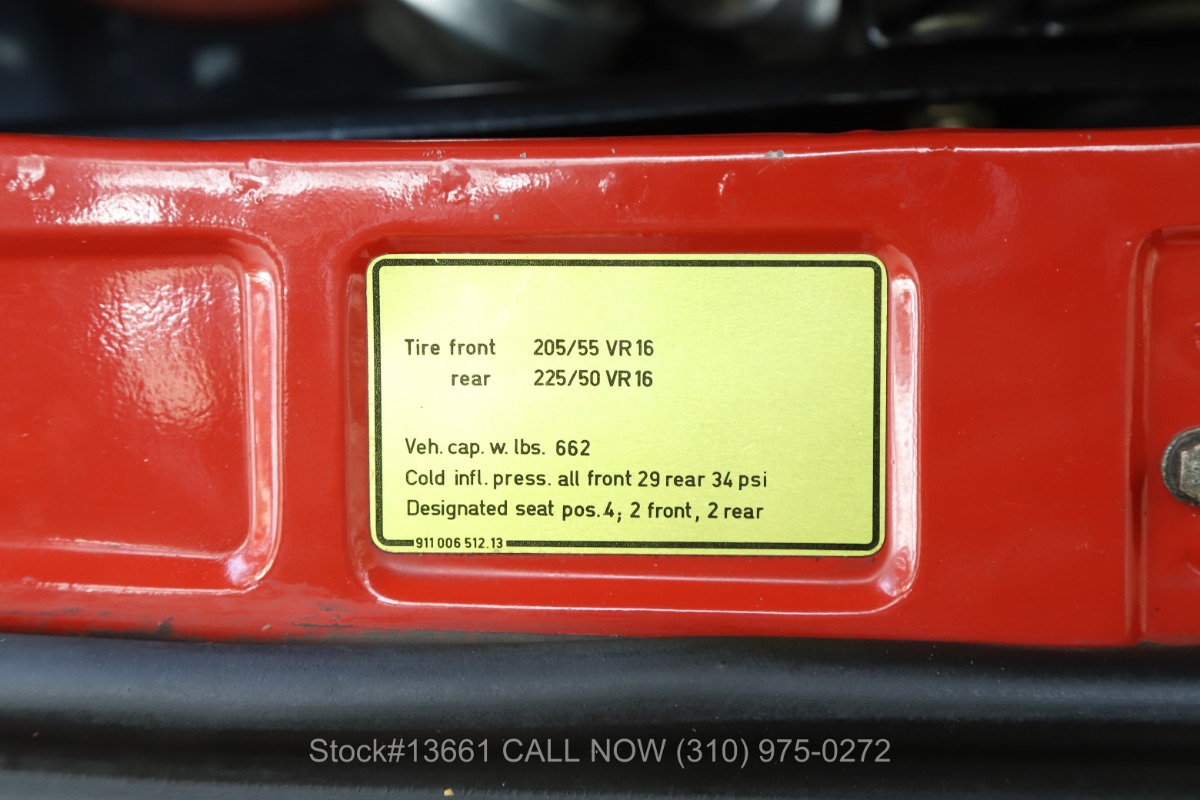 Tire front 205/55 VR 16
rear 225/50 VR 16
Veh. cap. w. lbs. 662
Cold infl. press. all front 29 rear 34 psi
Designated seat pos. 4; 2 front, 2 rear
911 006 512.13
Stock#13661 CALL NOW (310) 975-0272